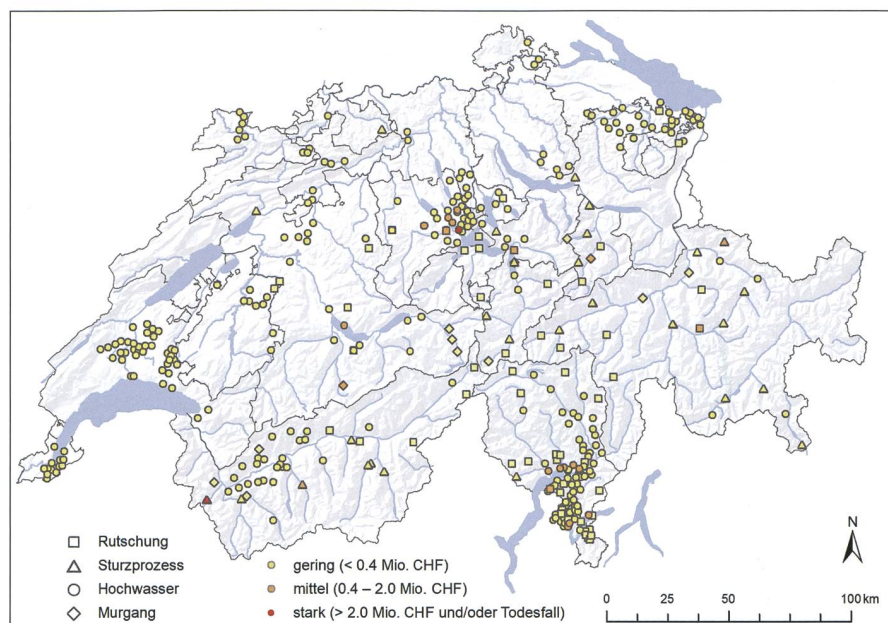 N
Rutschung
Sturzprozess
Hochwasser
Murgang
gering (< 0.4 Mio. CHF)
mittel (0.4 – 2.0 Mio. CHF)
stark (> 2.0 Mio. CHF und/oder Todesfall)
0 25 50 100 km